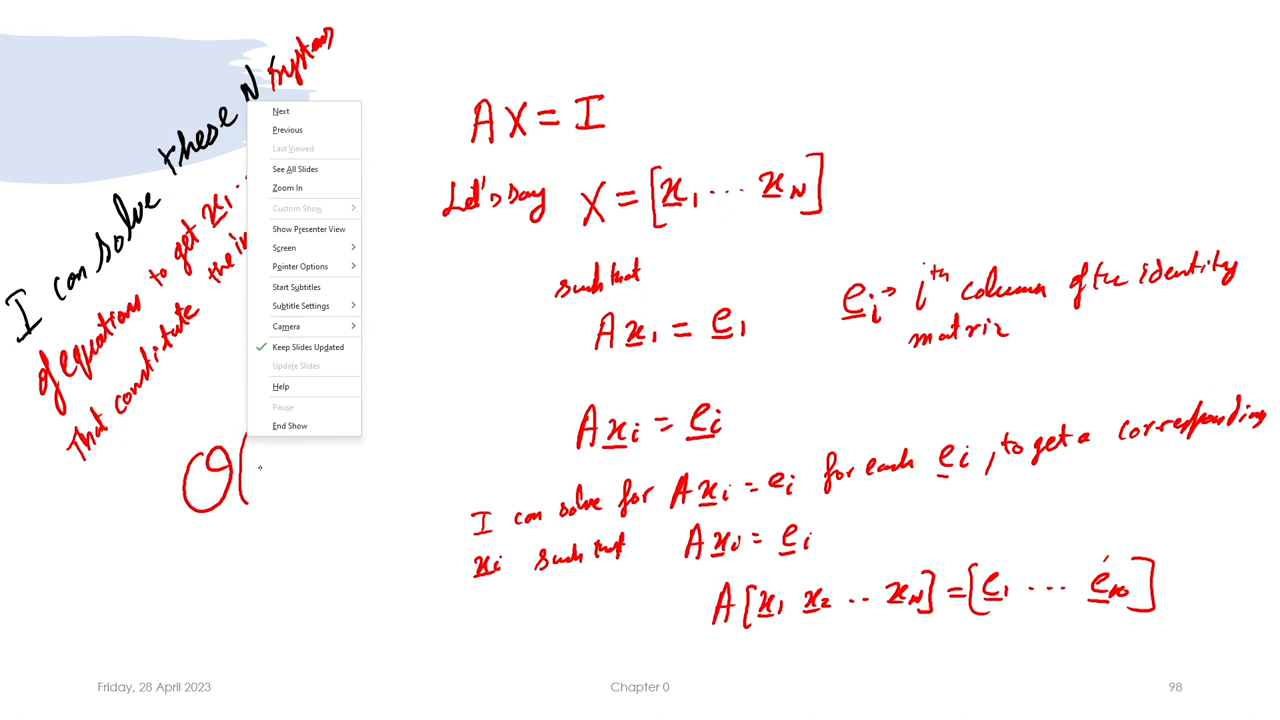 I can solve these N systems
of equations to get x1 ..
That constitute the in
O(
Next
Previous
Last Viewed
See All Slides
Zoom In
Custom Show
Show Presenter View
Screen
Pointer Options
Start Subtitles
Subtitle Settings
Camera
Keep Slides Updated
Update Slides
Help
Pause
End Show
AX = I
Let's say X = [x1 ... xN]
such that
Ax1 = e1
ei → ith column of the identity
matrix
Axi = ei
I can solve for Axi = ei for each ei, to get a corresponding
xi such that Axi = ei
A[x1 x2 .. xN] = [e1 ... eN]
Friday, 28 April 2023
Chapter 0
98